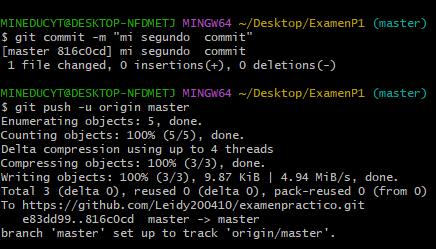 MINEDUCYT@DESKTOP-NFDMETJ MINGW64 ~/Desktop/ExamenP1 (master)
$ git commit -m "mi segundo  commit"
[master 816c0cd] mi segundo  commit
 1 file changed, 0 insertions(+), 0 deletions(-)

MINEDUCYT@DESKTOP-NFDMETJ MINGW64 ~/Desktop/ExamenP1 (master)
$ git push -u origin master
Enumerating objects: 5, done.
Counting objects: 100% (5/5), done.
Delta compression using up to 4 threads
Compressing objects: 100% (3/3), done.
Writing objects: 100% (3/3), 9.87 KiB | 4.94 MiB/s, done.
Total 3 (delta 0), reused 0 (delta 0), pack-reused 0 (from 0)
To https://github.com/Leidy200410/examenpractico.git
   e83dd99..816c0cd  master -> master
branch 'master' set up to track 'origin/master'.